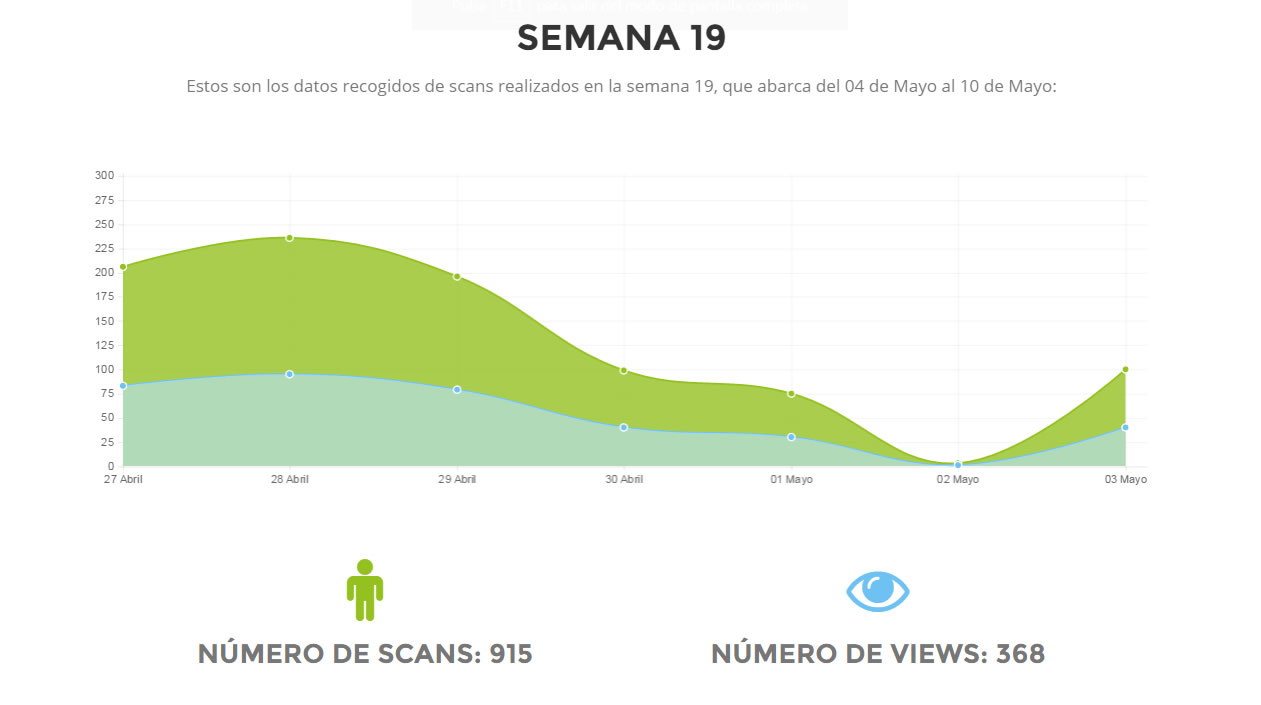 Pulsa F11 para salir del modo de pantalla completa
SEMANA 19
Estos son los datos recogidos de scans realizados en la semana 19, que abarca del 04 de Mayo al 10 de Mayo:
300
275
250
225
200
175
150
125
100
75
50
25
0
27 Abril 28 Abril 29 Abril 30 Abril 01 Mayo 02 Mayo 03 Mayo
NÚMERO DE SCANS: 915 NÚMERO DE VIEWS: 368